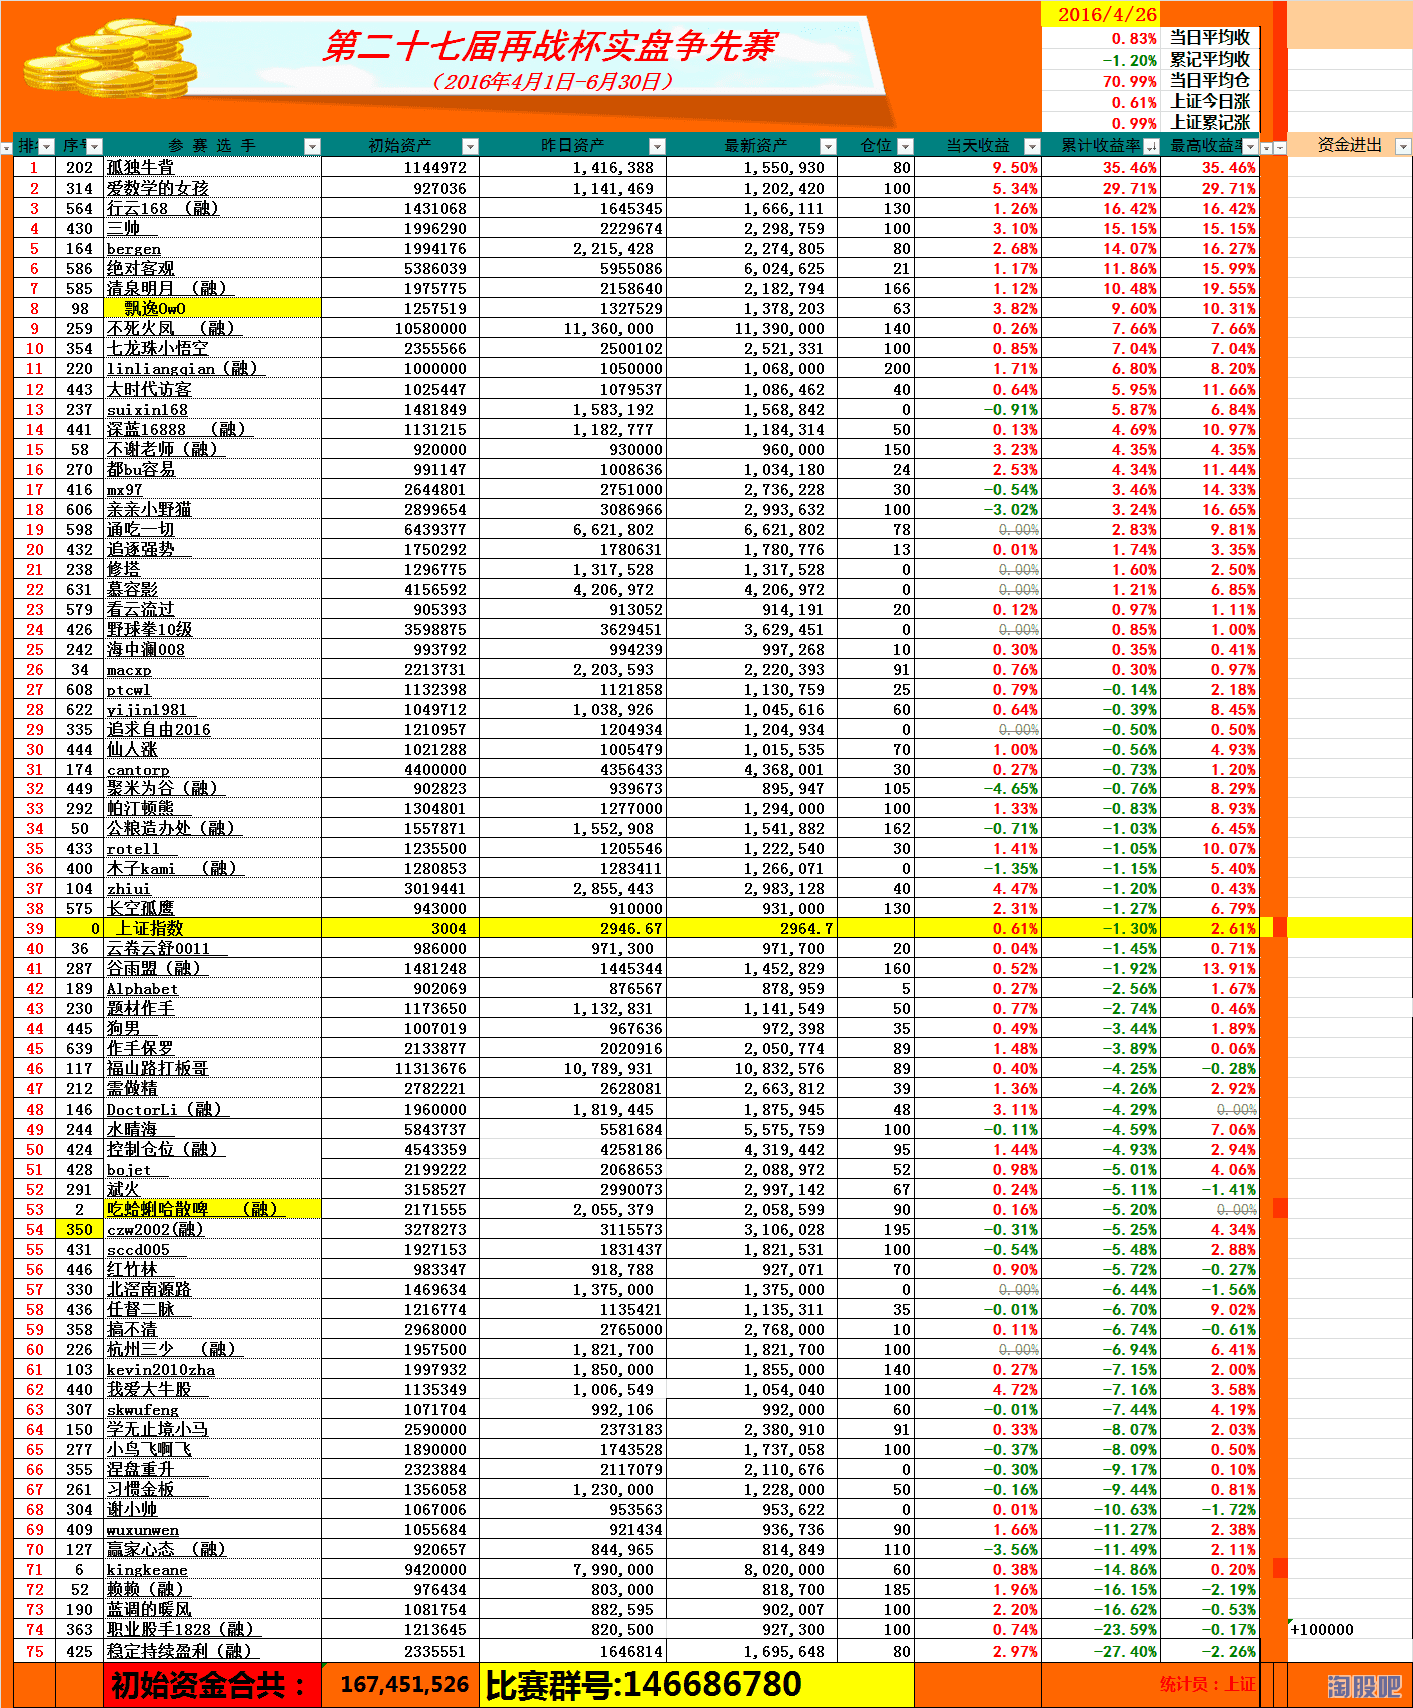 第二十七届再战杯实盘争先赛
（2016年4月1日-6月30日）
2016/4/26
0.83% 当日平均收
-1.20% 累记平均收
70.99% 当日平均仓
0.61% 上证今日涨
0.99% 上证累记涨
排 序号 参 赛 选 手 初始资产 昨日资产 最新资产 仓位 当天收益 累计收益率 最高收益率 资金进出
1 202 孤独牛背 1144972 1,416,388 1,550,930 80 9.50% 35.46% 35.46%
2 314 爱数学的女孩 927036 1,141,469 1,202,420 100 5.34% 29.71% 29.71%
3 564 行云168 （融） 1431068 1645345 1,666,111 130 1.26% 16.42% 16.42%
4 430 三帅 1996290 2229674 2,298,759 100 3.10% 15.15% 15.15%
5 164 bergen 1994176 2,215,428 2,274,805 80 2.68% 14.07% 16.27%
6 586 绝对客观 5386039 5955086 6,024,625 21 1.17% 11.86% 15.99%
7 585 清泉明月 （融） 1975775 2158640 2,182,794 166 1.12% 10.48% 19.55%
8 98 飘逸OwO 1257519 1327529 1,378,203 63 3.82% 9.60% 10.31%
9 259 不死火凤 （融） 10580000 11,360,000 11,390,000 140 0.26% 7.66% 7.66%
10 354 七龙珠小悟空 2355566 2500102 2,521,331 100 0.85% 7.04% 7.04%
11 220 linliangqian（融） 1000000 1050000 1,068,000 200 1.71% 6.80% 8.20%
12 443 大时代访客 1025447 1079537 1,086,462 40 0.64% 5.95% 11.66%
13 237 suixin168 1481849 1,583,192 1,568,842 0 -0.91% 5.87% 6.84%
14 441 深蓝16888 （融） 1131215 1,182,777 1,184,314 50 0.13% 4.69% 10.97%
15 58 不谢老师（融） 920000 930000 960,000 150 3.23% 4.35% 4.35%
16 270 都bu容易 991147 1008636 1,034,180 24 2.53% 4.34% 11.44%
17 416 mx97 2644801 2751000 2,736,228 30 -0.54% 3.46% 14.33%
18 606 亲亲小野猫 2899654 3086966 2,993,632 100 -3.02% 3.24% 16.65%
19 598 通吃一切 6439377 6,621,802 6,621,802 78 0.00% 2.83% 9.81%
20 432 追逐强势 1750292 1780631 1,780,776 13 0.01% 1.74% 3.35%
21 238 修塔 1296775 1,317,528 1,317,528 0 0.00% 1.60% 2.50%
22 631 慕容影 4156592 4,206,972 4,206,972 0 0.00% 1.21% 6.85%
23 579 看云流过 905393 913052 914,191 20 0.12% 0.97% 1.11%
24 426 野球拳10级 3598875 3629451 3,629,451 0 0.00% 0.85% 1.00%
25 242 海中澜008 993792 994239 997,268 10 0.30% 0.35% 0.41%
26 34 macxp 2213731 2,203,593 2,220,393 91 0.76% 0.30% 0.97%
27 608 ptcwl 1132398 1121858 1,130,759 25 0.79% -0.14% 2.18%
28 622 yijin1981 1049712 1,038,926 1,045,616 60 0.64% -0.39% 8.45%
29 335 追求自由2016 1210957 1204934 1,204,934 0 0.00% -0.50% 0.50%
30 444 仙人涨 1021288 1005479 1,015,535 70 1.00% -0.56% 4.93%
31 174 cantorp 4400000 4356433 4,368,001 30 0.27% -0.73% 1.20%
32 449 聚米为谷（融） 902823 939673 895,947 105 -4.65% -0.76% 8.29%
33 292 帕汀顿熊 1304801 1277000 1,294,000 100 1.33% -0.83% 8.93%
34 50 公粮造办处（融） 1557871 1,552,908 1,541,882 162 -0.71% -1.03% 6.45%
35 433 rotell 1235500 1205546 1,222,540 30 1.41% -1.05% 10.07%
36 400 木子kami （融） 1280853 1283411 1,266,071 0 -1.35% -1.15% 5.40%
37 104 zhiui 3019441 2,855,443 2,983,128 40 4.47% -1.20% 0.43%
38 575 长空孤鹰 943000 910000 931,000 130 2.31% -1.27% 6.79%
39 0 上证指数 3004 2946.67 2964.7 0.61% -1.30% 2.61%
40 36 云卷云舒0011 986000 971,300 971,700 20 0.04% -1.45% 0.71%
41 287 谷雨盟（融） 1481248 1445344 1,452,829 160 0.52% -1.92% 13.91%
42 189 Alphabet 902069 876567 878,959 5 0.27% -2.56% 1.67%
43 230 题材作手 1173650 1,132,831 1,141,549 50 0.77% -2.74% 0.46%
44 445 狗男 1007019 967636 972,398 35 0.49% -3.44% 1.89%
45 639 作手保罗 2133877 2020916 2,050,774 89 1.48% -3.89% 0.06%
46 117 福山路打板哥 11313676 10,789,931 10,832,576 89 0.40% -4.25% -0.28%
47 212 需做精 2782221 2628081 2,663,812 39 1.36% -4.26% 2.92%
48 146 DoctorLi（融） 1960000 1,819,445 1,875,945 48 3.11% -4.29% 0.00%
49 244 水晴海 5843737 5581684 5,575,759 100 -0.11% -4.59% 7.06%
50 424 控制仓位（融） 4543359 4258186 4,319,442 95 1.44% -4.93% 2.94%
51 428 bojet 2199222 2068653 2,088,972 52 0.98% -5.01% 4.06%
52 291 斌火 3158527 2990073 2,997,142 67 0.24% -5.11% -1.41%
53 2 吃蛤蜊哈散啤 （融） 2171555 2,055,379 2,058,599 90 0.16% -5.20% 0.00%
54 350 czw2002(融) 3278273 3115573 3,106,028 195 -0.31% -5.25% 4.34%
55 431 sccd005 1927153 1831437 1,821,531 100 -0.54% -5.48% 2.88%
56 446 红竹林 983347 918,788 927,071 70 0.90% -5.72% -0.27%
57 330 北滘南源路 1469634 1,375,000 1,375,000 0 0.00% -6.44% -1.56%
58 436 任督二脉 1216774 1135421 1,135,311 35 -0.01% -6.70% 9.02%
59 358 搞不清 2968000 2765000 2,768,000 10 0.11% -6.74% -0.61%
60 226 杭州三少 （融） 1957500 1,821,700 1,821,700 100 0.00% -6.94% 6.41%
61 103 kevin2010zha 1997932 1,850,000 1,855,000 140 0.27% -7.15% 2.00%
62 440 我爱大牛股 1135349 1,006,549 1,054,040 100 4.72% -7.16% 3.58%
63 307 skwufeng 1071704 992,106 992,000 60 -0.01% -7.44% 4.19%
64 150 学无止境小马 2590000 2373183 2,380,910 91 0.33% -8.07% 2.03%
65 277 小鸟飞啊飞 1890000 1743528 1,737,058 100 -0.37% -8.09% 0.50%
66 355 涅盘重升 2323884 2117079 2,110,676 0 -0.30% -9.17% 0.10%
67 261 习惯金板 1356058 1,230,000 1,228,000 50 -0.16% -9.44% 0.81%
68 304 谢小帅 1067006 953563 953,622 0 0.01% -10.63% -1.72%
69 409 wuxunwen 1055684 921434 936,736 90 1.66% -11.27% 2.38%
70 127 赢家心态 （融） 920657 844,965 814,849 110 -3.56% -11.49% 2.11%
71 6 kingkeane 9420000 7,990,000 8,020,000 60 0.38% -14.86% 0.20%
72 52 赖赖（融） 976434 803,000 818,700 185 1.96% -16.15% -2.19%
73 190 蓝调的暖风 1081754 882,595 902,007 100 2.20% -16.62% -0.53%
74 363 职业股手1828（融） 1213645 820,500 927,300 100 0.74% -23.59% -0.17% +100000
75 425 稳定持续盈利（融） 2335551 1646814 1,695,648 80 2.97% -27.40% -2.26%
初始资金合共： 167,451,526 比赛群号:146686780 统计员：上证
淘股吧